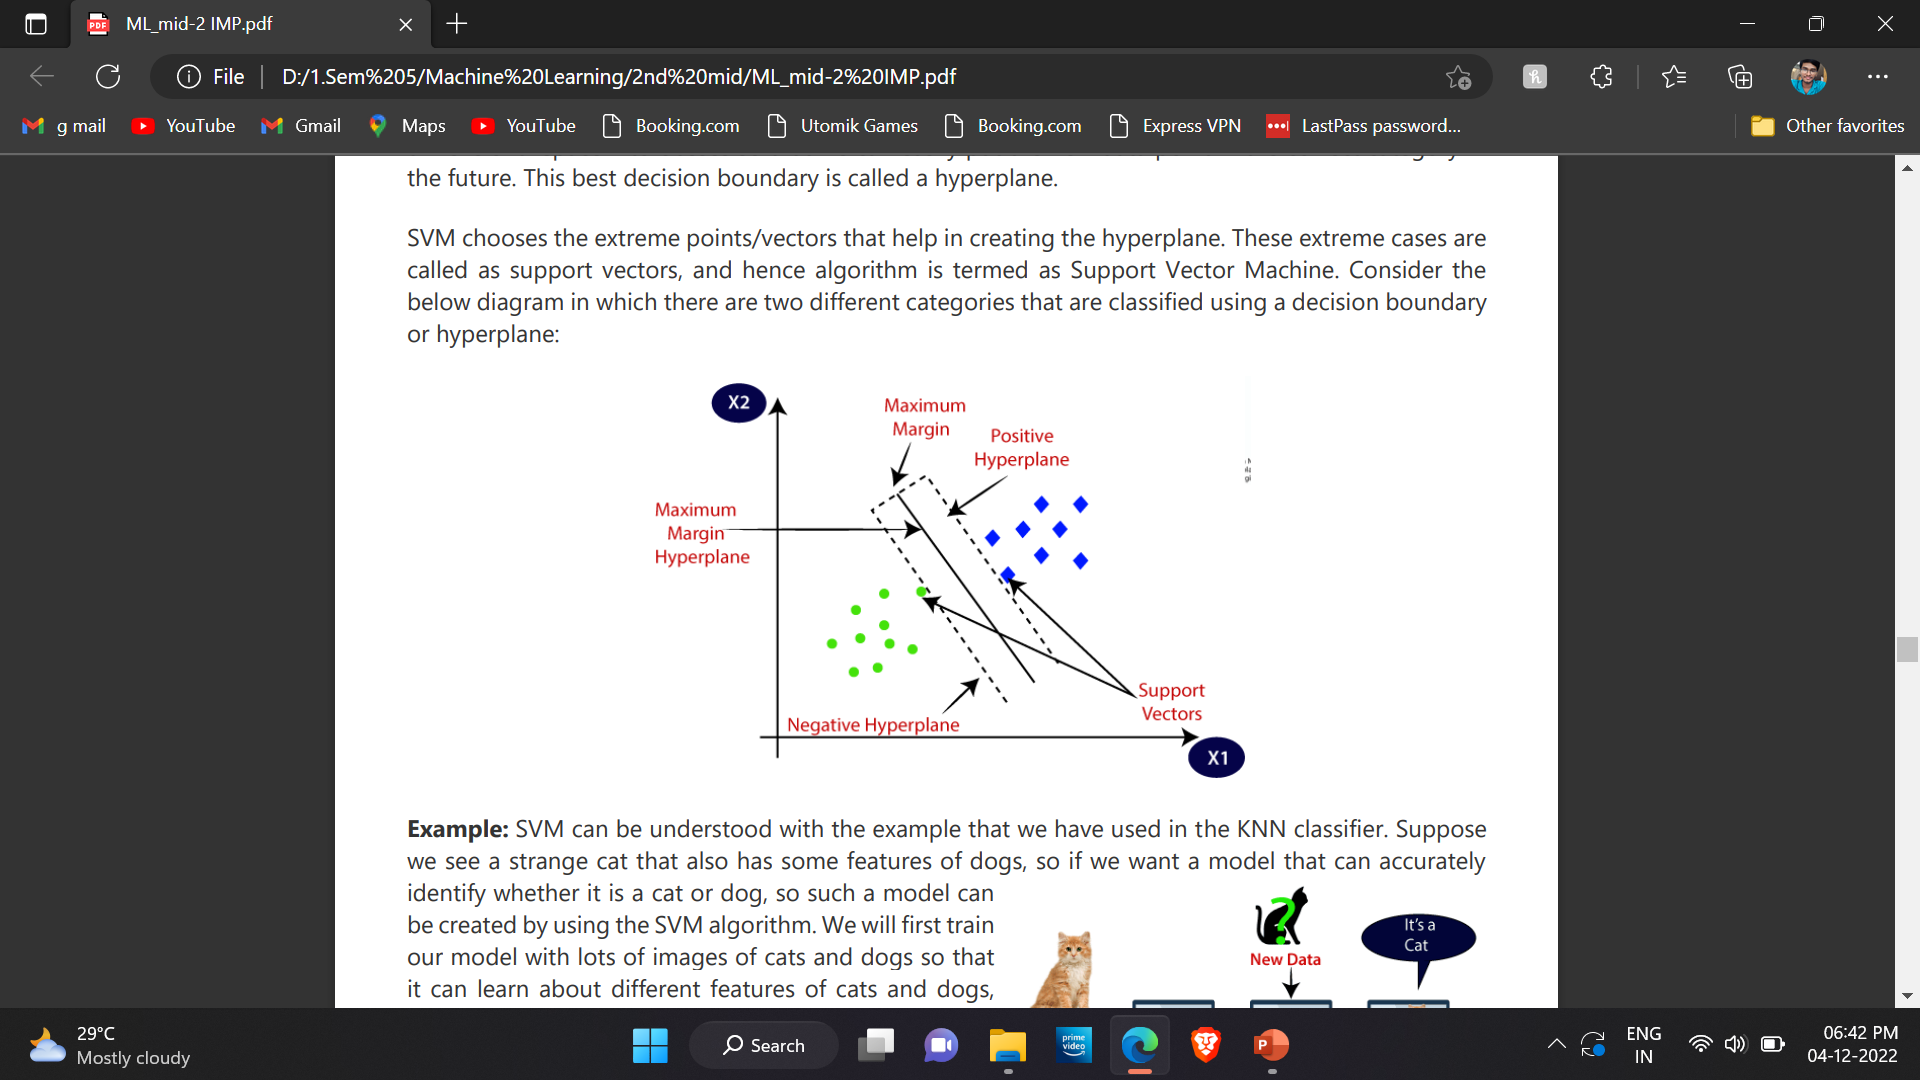 ML_mid-2 IMP.pdf
File D:/1.Sem%205/Machine%20Learning/2nd%20mid/ML_mid-2%20IMP.pdf
g mail YouTube Gmail Maps YouTube Booking.com Utomik Games Booking.com Express VPN LastPass password... Other favorites
the future. This best decision boundary is called a hyperplane.
SVM chooses the extreme points/vectors that help in creating the hyperplane. These extreme cases are
called as support vectors, and hence algorithm is termed as Support Vector Machine. Consider the
below diagram in which there are two different categories that are classified using a decision boundary
or hyperplane:
X2
Maximum
Margin
Positive
Hyperplane
Maximum
Margin
Hyperplane
Support
Vectors
Negative Hyperplane
X1
Example: SVM can be understood with the example that we have used in the KNN classifier. Suppose
we see a strange cat that also has some features of dogs, so if we want a model that can accurately
identify whether it is a cat or dog, so such a model can
be created by using the SVM algorithm. We will first train
our model with lots of images of cats and dogs so that
it can learn about different features of cats and dogs,
New Data
It's a
Cat
29°C
Mostly cloudy
Search
prime
video
ENG
IN
06:42 PM
04-12-2022